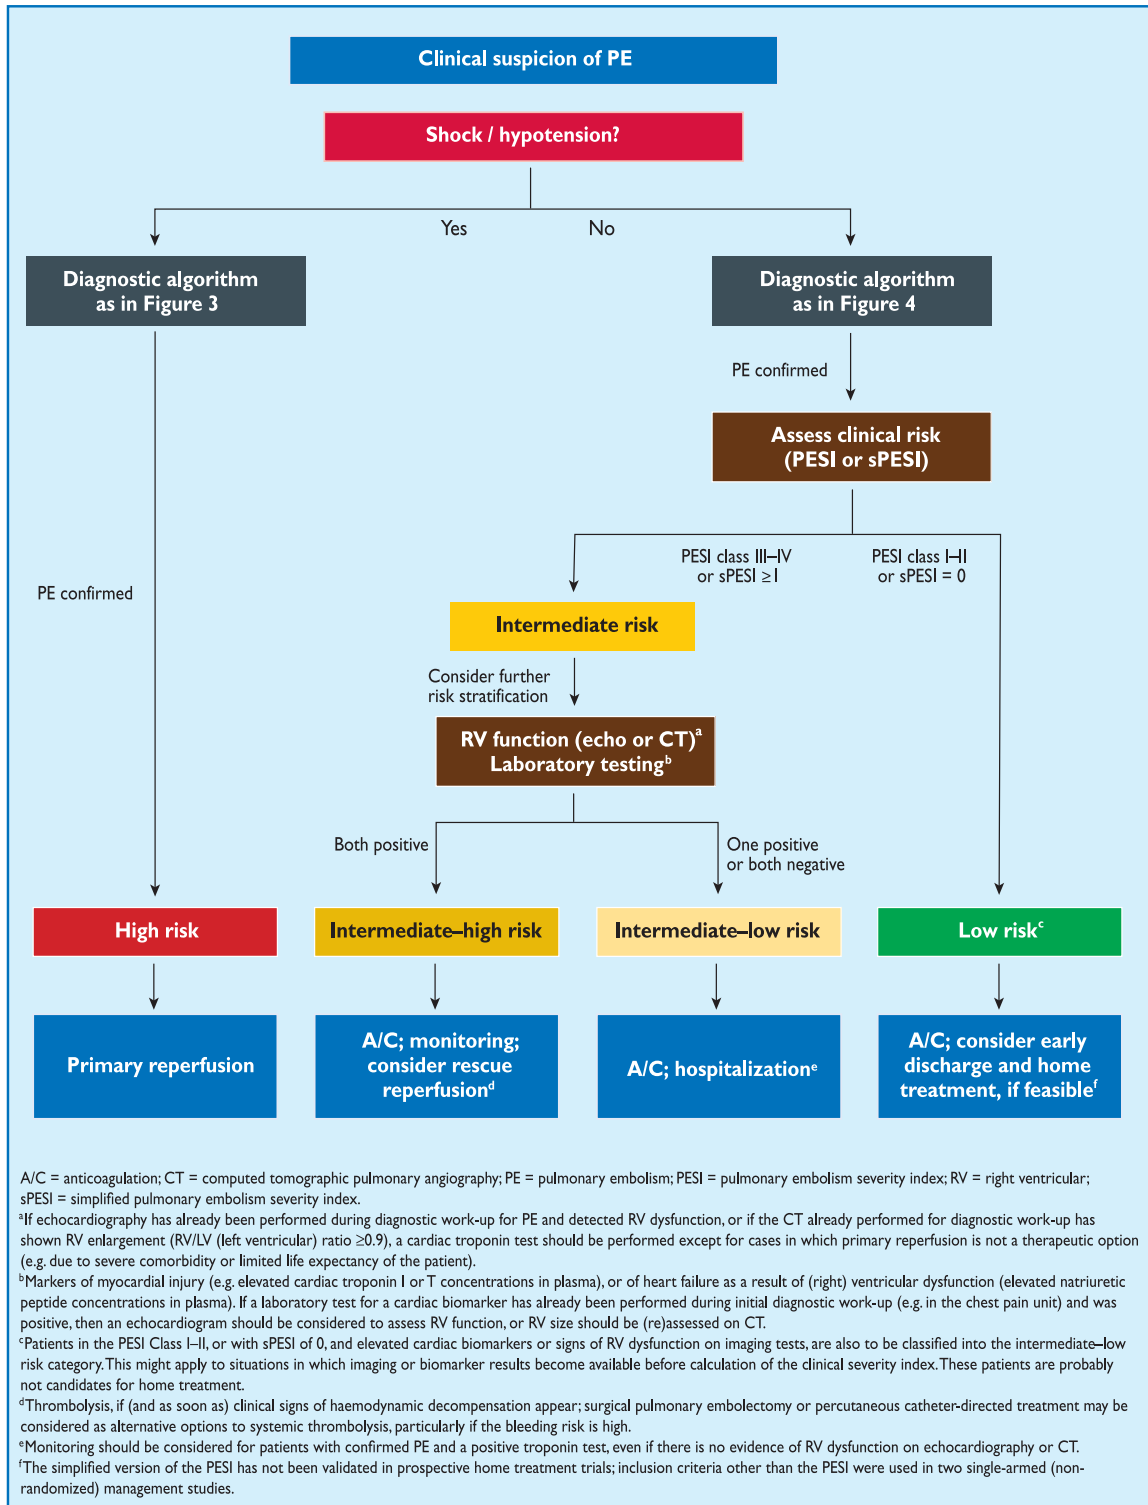 Clinical suspicion of PE
Shock / hypotension?
Yes
No
Diagnostic algorithm
as in Figure 3
Diagnostic algorithm
as in Figure 4
PE confirmed
Assess clinical risk
(PESI or sPESI)
PESI class III–IV
or sPESI ≥ I
PESI class I–II
or sPESI = 0
PE confirmed
Intermediate risk
Consider further
risk stratification
RV function (echo or CT)a
Laboratory testingb
Both positive
One positive
or both negative
High risk
Intermediate–high risk
Intermediate–low risk
Low riskc
Primary reperfusion
A/C; monitoring;
consider rescue
reperfusiond
A/C; hospitalizatione
A/C; consider early
discharge and home
treatment, if feasiblef
A/C = anticoagulation; CT = computed tomographic pulmonary angiography; PE = pulmonary embolism; PESI = pulmonary embolism severity index; RV = right ventricular;
sPESI = simplified pulmonary embolism severity index.
aIf echocardiography has already been performed during diagnostic work-up for PE and detected RV dysfunction, or if the CT already performed for diagnostic work-up has
shown RV enlargement (RV/LV (left ventricular) ratio ≥0.9), a cardiac troponin test should be performed except for cases in which primary reperfusion is not a therapeutic option
(e.g. due to severe comorbidity or limited life expectancy of the patient).
bMarkers of myocardial injury (e.g. elevated cardiac troponin I or T concentrations in plasma), or of heart failure as a result of (right) ventricular dysfunction (elevated natriuretic
peptide concentrations in plasma). If a laboratory test for a cardiac biomarker has already been performed during initial diagnostic work-up (e.g. in the chest pain unit) and was
positive, then an echocardiogram should be considered to assess RV function, or RV size should be (re)assessed on CT.
cPatients in the PESI Class I–II, or with sPESI of 0, and elevated cardiac biomarkers or signs of RV dysfunction on imaging tests, are also to be classified into the intermediate–low
risk category. This might apply to situations in which imaging or biomarker results become available before calculation of the clinical severity index. These patients are probably
not candidates for home treatment.
dThrombolysis, if (and as soon as) clinical signs of haemodynamic decompensation appear; surgical pulmonary embolectomy or percutaneous catheter-directed treatment may be
considered as alternative options to systemic thrombolysis, particularly if the bleeding risk is high.
eMonitoring should be considered for patients with confirmed PE and a positive troponin test, even if there is no evidence of RV dysfunction on echocardiography or CT.
fThe simplified version of the PESI has not been validated in prospective home treatment trials; inclusion criteria other than the PESI were used in two single-armed (non-
randomized) management studies.